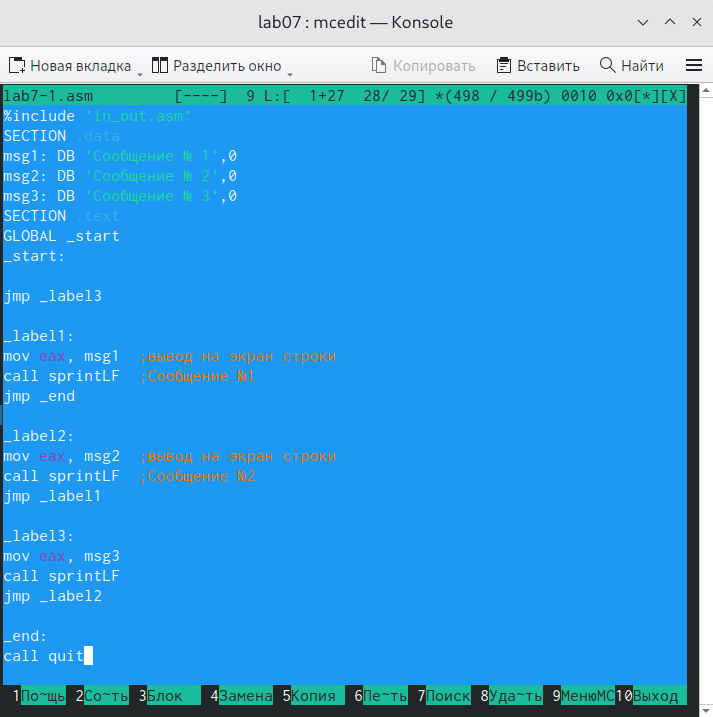 lab07 : mcedit — Konsole
Новая вкладка Разделить окно Копировать Вставить Найти
lab7-1.asm [----] 9 L:[ 1+27 28/ 29] *(498 / 499b) 0010 0x0[*][X]
%include 'in_out.asm'
SECTION .data
msg1: DB 'Сообщение № 1',0
msg2: DB 'Сообщение № 2',0
msg3: DB 'Сообщение № 3',0
SECTION .text
GLOBAL _start
_start:
jmp _label3
_label1:
mov eax, msg1 ;вывод на экран строки
call sprintLF ;Сообщение №1
jmp _end
_label2:
mov eax, msg2 ;вывод на экран строки
call sprintLF ;Сообщение №2
jmp _label1
_label3:
mov eax, msg3
call sprintLF
jmp _label2
_end:
call quit
1По~щь 2Со~ть 3Блок 4Замена 5Копия 6Пе~ть 7Поиск 8Уда~ть 9МенюMC 10Выход